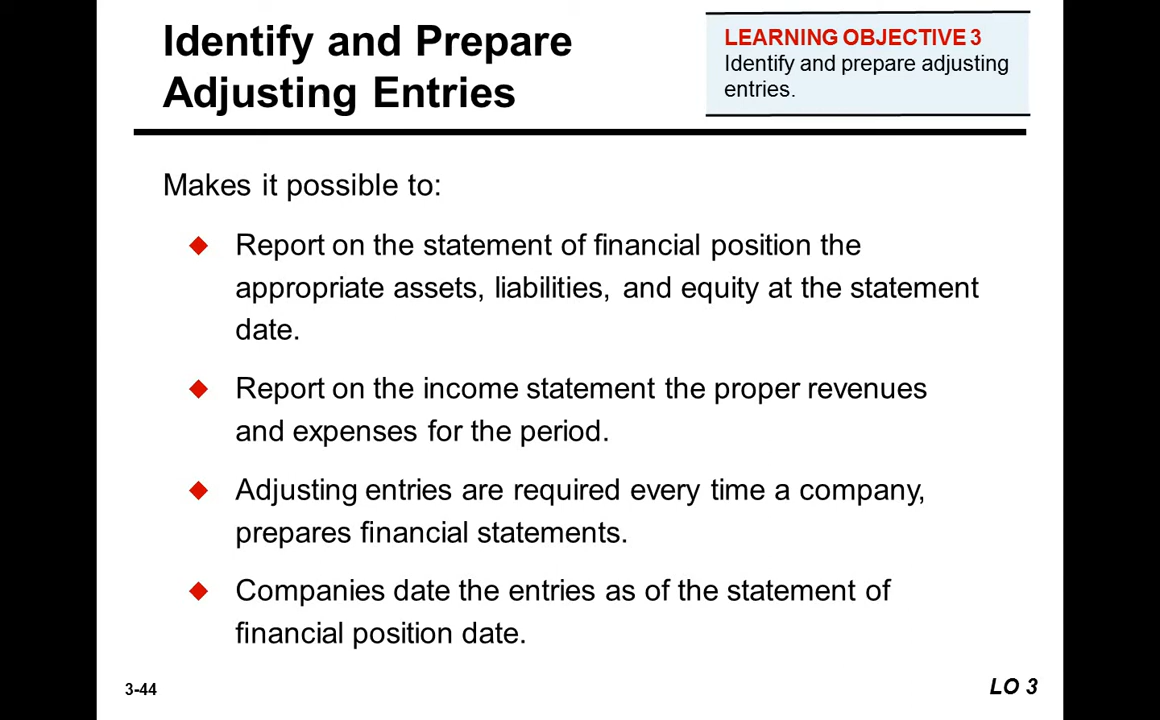 Identify and Prepare
Adjusting Entries
LEARNING OBJECTIVE 3
Identify and prepare adjusting
entries.
Makes it possible to:
Report on the statement of financial position the
appropriate assets, liabilities, and equity at the statement
date.
Report on the income statement the proper revenues
and expenses for the period.
Adjusting entries are required every time a company,
prepares financial statements.
Companies date the entries as of the statement of
financial position date.
3-44
LO 3